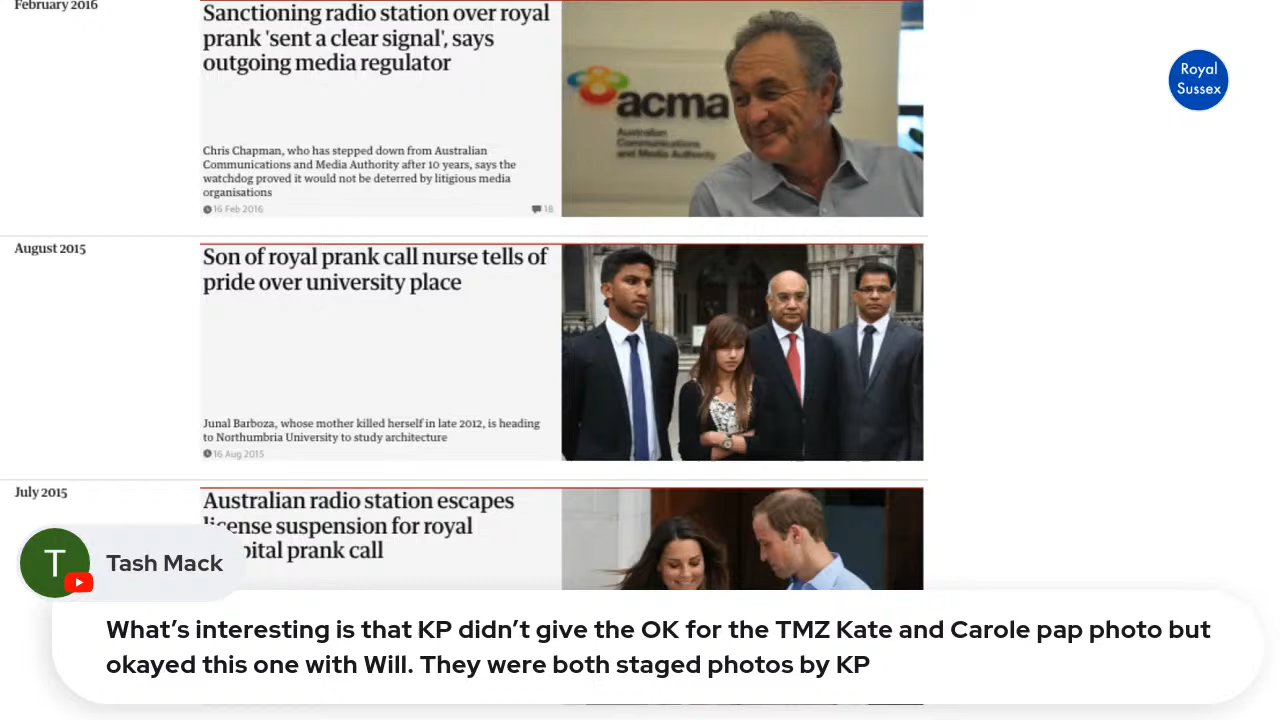 February 2016
Sanctioning radio station over royal
prank 'sent a clear signal', says
outgoing media regulator
Chris Chapman, who has stepped down from Australian
Communications and Media Authority after 10 years, says the
watchdog proved it would not be deterred by litigious media
organisations
16 Feb 2016
18
acma
Australian
Communications
and Media Authority
Royal
Sussex
August 2015
Son of royal prank call nurse tells of
pride over university place
Junal Barboza, whose mother killed herself in late 2012, is heading
to Northumbria University to study architecture
16 Aug 2015
July 2015
Australian radio station escapes
license suspension for royal
pital prank call
T
Tash Mack
What's interesting is that KP didn't give the OK for the TMZ Kate and Carole pap photo but
okayed this one with Will. They were both staged photos by KP